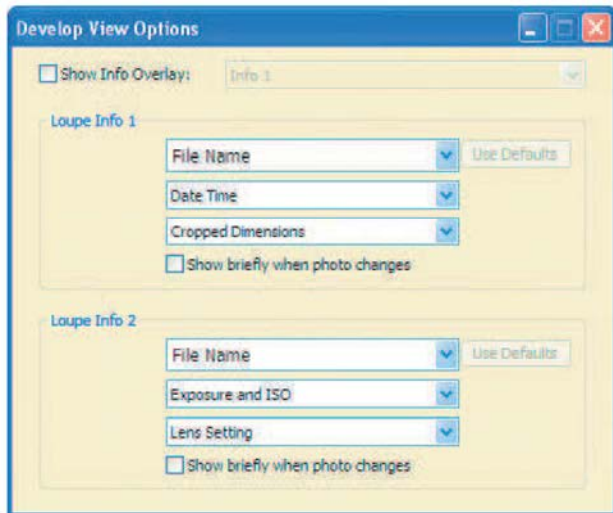 Develop View Options
Show Info Overlay: Info 1
Loupe Info 1
File Name Use Defaults
Date Time
Cropped Dimensions
Show briefly when photo changes
Loupe Info 2
File Name Use Defaults
Exposure and ISO
Lens Setting
Show briefly when photo changes